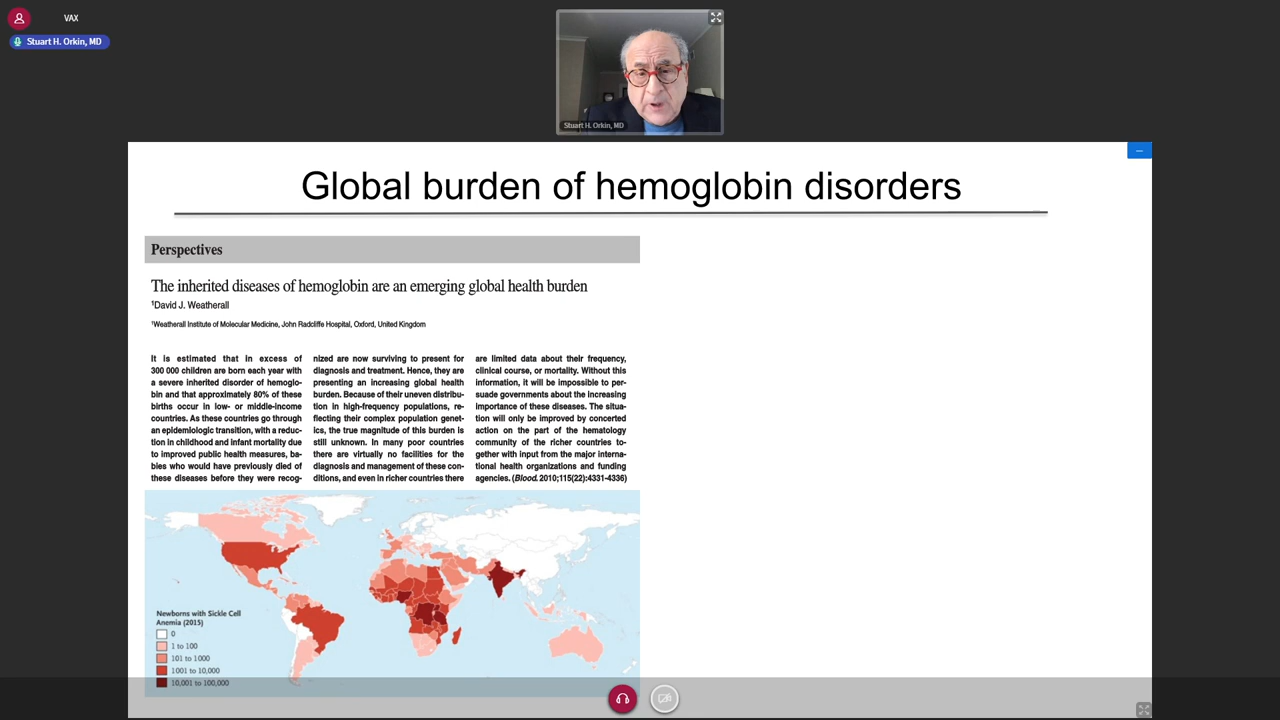 VAX
Stuart H. Orkin, MD
Stuart H. Orkin, MD
Global burden of hemoglobin disorders
Perspectives
The inherited diseases of hemoglobin are an emerging global health burden
¹David J. Weatherall
¹Weatherall Institute of Molecular Medicine, John Radcliffe Hospital, Oxford, United Kingdom
It is estimated that in excess of
300 000 children are born each year with
a severe inherited disorder of hemoglo-
bin and that approximately 80% of these
births occur in low- or middle-income
countries. As these countries go through
an epidemiologic transition, with a reduc-
tion in childhood and infant mortality due
to improved public health measures, ba-
bies who would have previously died of
these diseases before they were recog-
nized are now surviving to present for
diagnosis and treatment. Hence, they are
presenting an increasing global health
burden. Because of their uneven distribu-
tion in high-frequency populations, re-
flecting their complex population genet-
ics, the true magnitude of this burden is
still unknown. In many poor countries
there are virtually no facilities for the
diagnosis and management of these con-
ditions, and even in richer countries there
are limited data about their frequency,
clinical course, or mortality. Without this
information, it will be impossible to per-
suade governments about the increasing
importance of these diseases. The situa-
tion will only be improved by concerted
action on the part of the hematology
community of the richer countries to-
gether with input from the major interna-
tional health organizations and funding
agencies. (Blood. 2010;115(22):4331-4336)
Newborns with Sickle Cell
Anemia (2015)
0
1 to 100
101 to 1000
1001 to 10,000
10,001 to 100,000